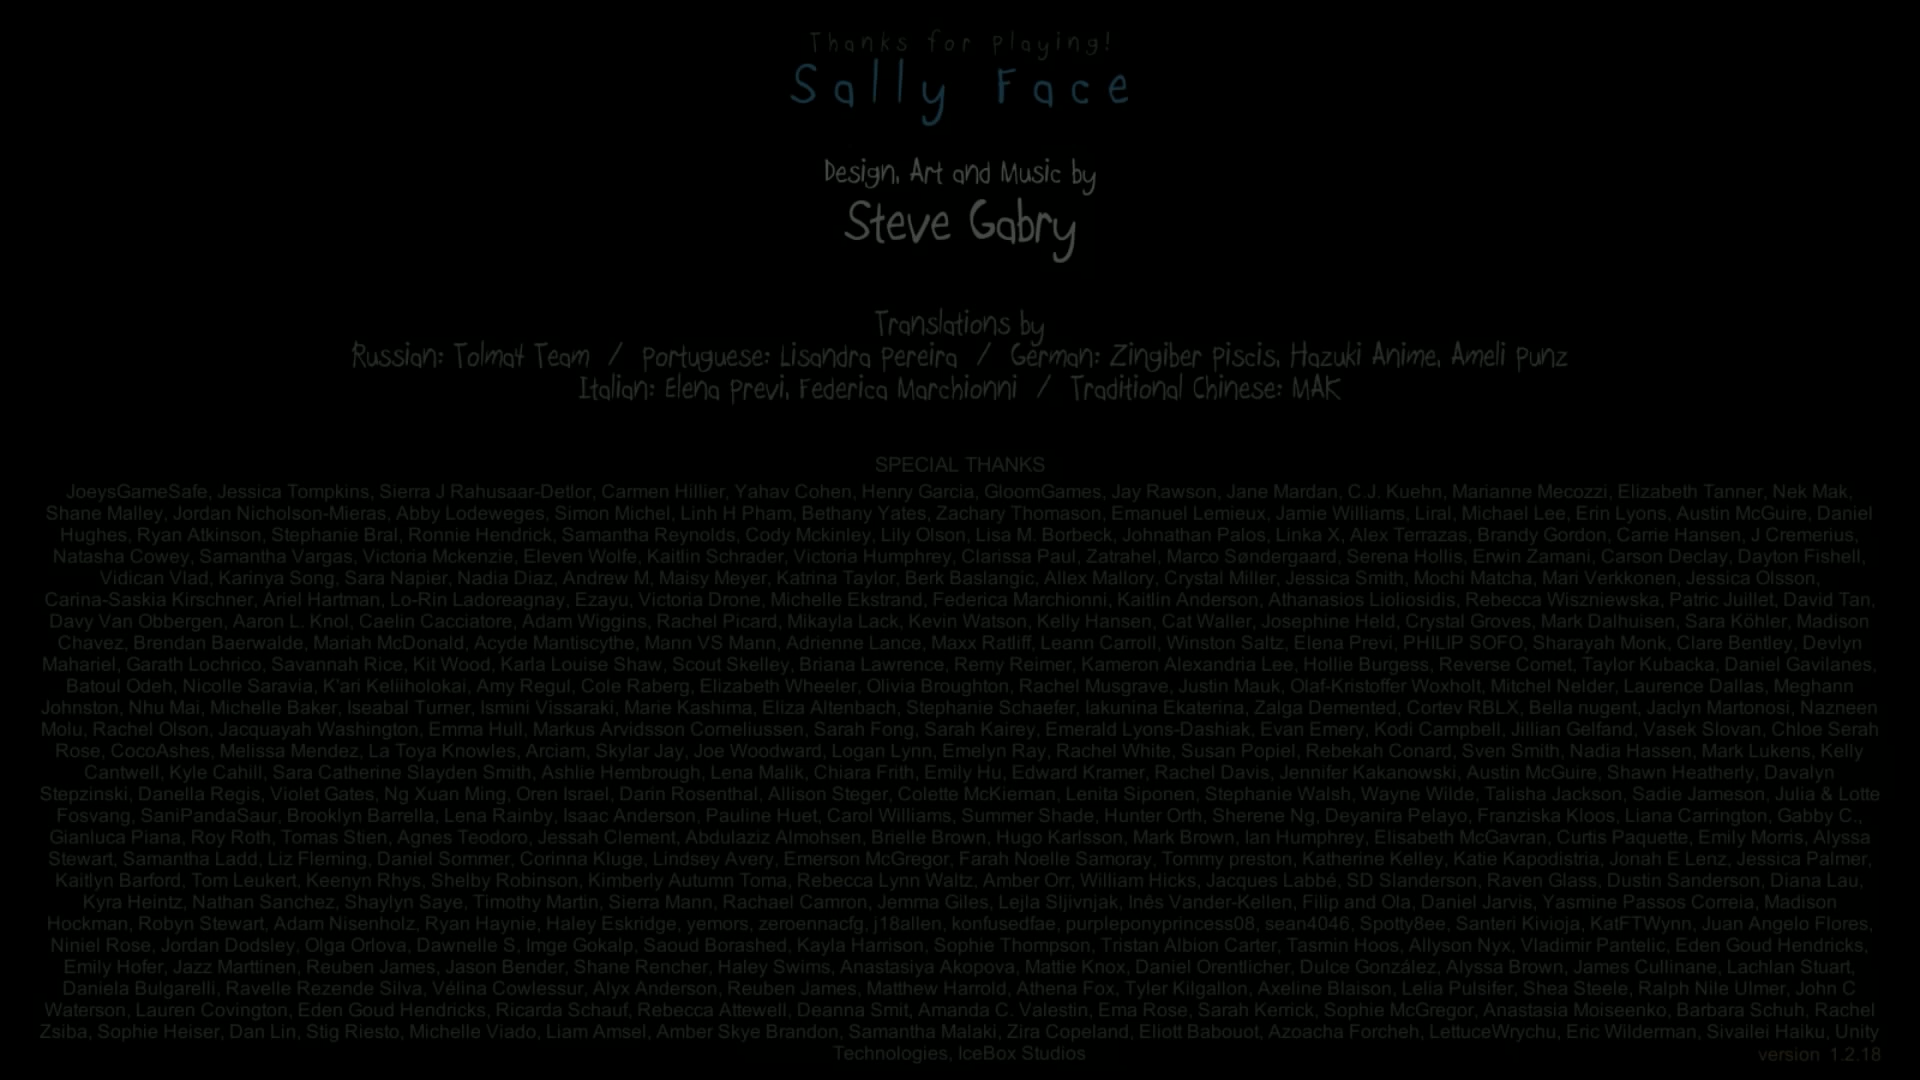 Thanks for playing!
Sally Face
Design, Art and Music by
Steve Gabry
Translations by
Russian: Tolma4 Team / Portuguese: Lisandra Pereira / German: Zingiber Piscis, Hazuki Anime, Ameli Punz
Italian: Elena Previ, Federica Marchionni / Traditional Chinese: MAK
SPECIAL THANKS
JoeysGameSafe, Jessica Tompkins, Sierra J Rahusaar-Detlor, Carmen Hillier, Yahav Cohen, Henry Garcia, GloomGames, Jay Rawson, Jane Mardan, C.J. Kuehn, Marianne Mecozzi, Elizabeth Tanner, Nek Mak,
Shane Malley, Jordan Nicholson-Mieras, Abby Lodeweges, Simon Michel, Linh H Pham, Bethany Yates, Zachary Thomason, Emanuel Lemieux, Jamie Williams, Liral, Michael Lee, Erin Lyons, Austin McGuire, Daniel
Hughes, Ryan Atkinson, Stephanie Bral, Ronnie Hendrick, Samantha Reynolds, Cody Mckinley, Lily Olson, Lisa M. Borbeck, Johnathan Palos, Linka X, Alex Terrazas, Brandy Gordon, Carrie Hansen, J Cremerius,
Natasha Cowey, Samantha Vargas, Victoria Mckenzie, Eleven Wolfe, Kaitlin Schrader, Victoria Humphrey, Clarissa Paul, Zatrahel, Marco Søndergaard, Serena Hollis, Erwin Zamani, Carson Declay, Dayton Fishell,
Vidican Vlad, Karinya Song, Sara Napier, Nadia Diaz, Andrew M, Maisy Meyer, Katrina Taylor, Berk Baslangic, Allex Mallory, Crystal Miller, Jessica Smith, Mochi Matcha, Mari Verkkonen, Jessica Olsson,
Carina-Saskia Kirschner, Ariel Hartman, Lo-Rin Ladoreagnay, Ezayu, Victoria Drone, Michelle Ekstrand, Federica Marchionni, Kaitlin Anderson, Athanasios Lioliosidis, Rebecca Wiszniewska, Patric Juillet, David Tan,
Davy Van Obbergen, Aaron L. Knol, Caelin Cacciatore, Adam Wiggins, Rachel Picard, Mikayla Lack, Kevin Watson, Kelly Hansen, Cat Waller, Josephine Held, Crystal Groves, Mark Dalhuisen, Sara Köhler, Madison
Chavez, Brendan Baerwalde, Mariah McDonald, Acyde Mantiscythe, Mann VS Mann, Adrienne Lance, Maxx Ratliff, Leann Carroll, Winston Saltz, Elena Previ, PHILIP SOFO, Sharayah Monk, Clare Bentley, Devlyn
Mahariel, Garath Lochrico, Savannah Rice, Kit Wood, Karla Louise Shaw, Scout Skelley, Briana Lawrence, Remy Reimer, Kameron Alexandria Lee, Hollie Burgess, Reverse Comet, Taylor Kubacka, Daniel Gavilanes,
Batoul Odeh, Nicolle Saravia, K'ari Keliiholokai, Amy Regul, Cole Raberg, Elizabeth Wheeler, Olivia Broughton, Rachel Musgrave, Justin Mauk, Olaf-Kristoffer Woxholt, Mitchel Nelder, Laurence Dallas, Meghann
Johnston, Nhu Mai, Michelle Baker, Iseabal Turner, Ismini Vissaraki, Marie Kashima, Eliza Altenbach, Stephanie Schaefer, Iakunina Ekaterina, Zalga Demented, Cortev RBLX, Bella nugent, Jaclyn Martonosi, Nazneen
Molu, Rachel Olson, Jacquayah Washington, Emma Hull, Markus Arvidsson Corneliussen, Sarah Fong, Sarah Kairey, Emerald Lyons-Dashiak, Evan Emery, Kodi Campbell, Jillian Gelfand, Vasek Slovan, Chloe Serah
Rose, CocoAshes, Melissa Mendez, La Toya Knowles, Arciam, Skylar Jay, Joe Woodward, Logan Lynn, Emelyn Ray, Rachel White, Susan Popiel, Rebekah Conard, Sven Smith, Nadia Hassen, Mark Lukens, Kelly
Cantwell, Kyle Cahill, Sara Catherine Slayden Smith, Ashlie Hembrough, Lena Malik, Chiara Frith, Emily Hu, Edward Kramer, Rachel Davis, Jennifer Kakanowski, Austin McGuire, Shawn Heatherly, Davalyn
Stepzinski, Danella Regis, Violet Gates, Ng Xuan Ming, Oren Israel, Darin Rosenthal, Allison Steger, Colette McKiernan, Lenita Siponen, Stephanie Walsh, Wayne Wilde, Talisha Jackson, Sadie Jameson, Julia & Lotte
Fosvang, SaniPandaSaur, Brooklyn Barrella, Lena Rainby, Isaac Anderson, Pauline Huet, Carol Williams, Summer Shade, Hunter Orth, Sherene Ng, Deyanira Pelayo, Franziska Kloos, Liana Carrington, Gabby C.,
Gianluca Piana, Roy Roth, Tomas Stien, Agnes Teodoro, Jessah Clement, Abdulaziz Almohsen, Brielle Brown, Hugo Karlsson, Mark Brown, Ian Humphrey, Elisabeth McGavran, Curtis Paquette, Emily Morris, Alyssa
Stewart, Samantha Ladd, Liz Fleming, Daniel Sommer, Corinna Kluge, Lindsey Avery, Emerson McGregor, Farah Noelle Samoray, Tommy preston, Katherine Kelley, Katie Kapodistria, Jonah E Lenz, Jessica Palmer,
Kaitlyn Barford, Tom Leukert, Keenyn Rhys, Shelby Robinson, Kimberly Autumn Toma, Rebecca Lynn Waltz, Amber Orr, William Hicks, Jacques Labbé, SD Slanderson, Raven Glass, Dustin Sanderson, Diana Lau,
Kyra Heintz, Nathan Sanchez, Shaylyn Saye, Timothy Martin, Sierra Mann, Rachael Camron, Jemma Giles, Lejla Sljivnjak, Inês Vander-Kellen, Filip and Ola, Daniel Jarvis, Yasmine Passos Correia, Madison
Hockman, Robyn Stewart, Adam Nisenholz, Ryan Haynie, Haley Eskridge, yemors, zeroennacfg, j18allen, konfusedfae, purpleponyprincess08, sean4046, Spotty8ee, Santeri Kivioja, KatFTWynn, Juan Angelo Flores,
Niniel Rose, Jordan Dodsley, Olga Orlova, Dawnelle S, Imge Gokalp, Saoud Borashed, Kayla Harrison, Sophie Thompson, Tristan Albion Carter, Tasmin Hoos, Allyson Nyx, Vladimir Pantelic, Eden Goud Hendricks,
Emily Hofer, Jazz Marttinen, Reuben James, Jason Bender, Shane Rencher, Haley Swims, Anastasiya Akopova, Mattie Knox, Daniel Orentlicher, Dulce González, Alyssa Brown, James Cullinane, Lachlan Stuart,
Daniela Bulgarelli, Ravelle Rezende Silva, Vélina Cowlessur, Alyx Anderson, Reuben James, Matthew Harrold, Athena Fox, Tyler Kilgallon, Axeline Blaison, Lelia Pulsifer, Shea Steele, Ralph Nile Ulmer, John C
Waterson, Lauren Covington, Eden Goud Hendricks, Ricarda Schauf, Rebecca Attewell, Deanna Smit, Amanda C. Valestin, Ema Rose, Sarah Kerrick, Sophie McGregor, Anastasia Moiseenko, Barbara Schuh, Rachel
Zsiba, Sophie Heiser, Dan Lin, Stig Riesto, Michelle Viado, Liam Amsel, Amber Skye Brandon, Samantha Malaki, Zira Copeland, Eliott Babouot, Azoacha Forcheh, LettuceWrychu, Eric Wilderman, Sivailei Haiku, Unity
Technologies, IceBox Studios
version 1.2.18